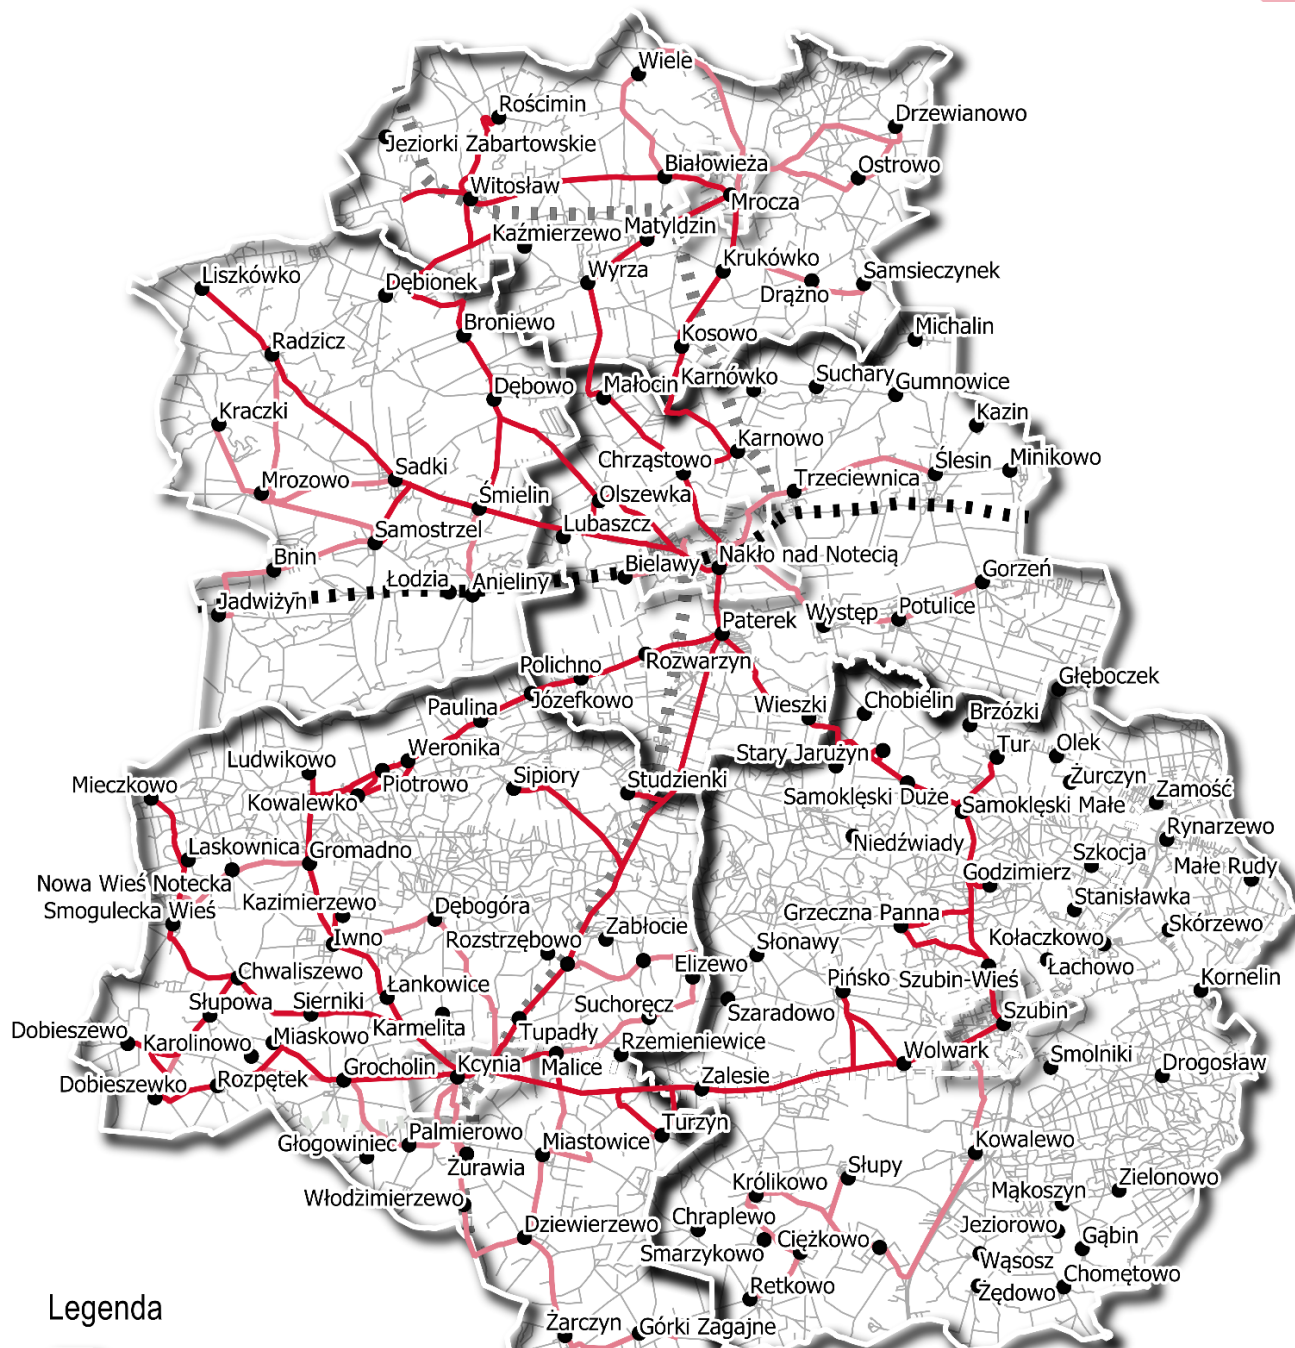 Wiele
Rościmin
Drzewianowo
Jeziorki Zabartowskie
Białowieża
Ostrowo
Witosław
Mrocza
Kaźmierzewo
Matyldzin
Krukówko
Samsieczynek
Liszkówko
Dębionek
Wyrza
Drążno
Broniewo
Kosowo
Michalin
Radzicz
Dębowo
Małocin
Karnówko
Suchary
Gumnowice
Kraczki
Kazin
Karnowo
Sadki
Chrząstowo
Ślesin
Minikowo
Mrozowo
Trzeciewnica
Śmielin
Olszewka
Samostrzel
Lubaszcz
Bnin
Bielawy
Nakło nad Notecią
Gorzeń
Łodzia
Anieliny
Jadwiżyn
Występ
Potulice
Paterek
Polichno
Rozwarzyn
Głęboczek
Józefkowo
Paulina
Wieszki
Chobielin
Brzózki
Ludwikowo
Weronika
Stary Jarużyn
Tur
Olek
Mieczkowo
Piotrowo
Sipiory
Studzienki
Żurczyn
Kowalewko
Samoklęski Duże
Samoklęski Małe
Zamość
Laskownica
Gromadno
Niedźwiady
Rynarzewo
Szkocja
Małe Rudy
Nowa Wieś Notecka
Godzimierz
Smogulecka Wieś
Kazimierzewo
Dębogóra
Grzeczna Panna
Stanisławka
Iwno
Rozstrzębowo
Zabłocie
Słonawy
Kołaczkowo
Skórzewo
Chwaliszewo
Łankowice
Elizewo
Pińsko
Szubin-Wieś
Łachowo
Kornelin
Słupowa
Sierniki
Suchoręcz
Szaradowo
Szubin
Dobieszewo
Karolinowo
Miaskowo
Karmelita
Tupadły
Rzemieniewice
Wolwark
Smolniki
Drogosław
Dobieszewko
Rozpętek
Grocholin
Kcynia
Malice
Zalesie
Głogowiniec
Palmierowo
Miastowice
Turzyn
Kowalewo
Żurawia
Włodzimierzewo
Królikowo
Słupy
Mąkoszyn
Zielonowo
Dziewierzewo
Chraplewo
Ciężkowo
Jeziorowo
Gąbin
Smarzykowo
Wąsosz
Retkowo
Żędowo
Chomętowo
Legenda
Żarczyn
Górki Zagajne